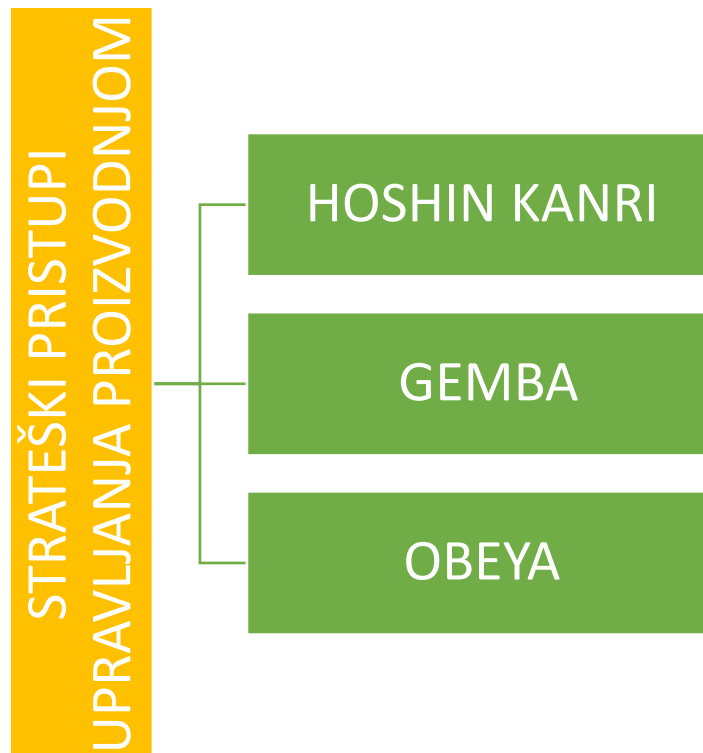 STRATEŠKI PRISTUPI
UPRAVLJANJA PROIZVODNJOM
HOSHIN KANRI
GEMBA
OBEYA